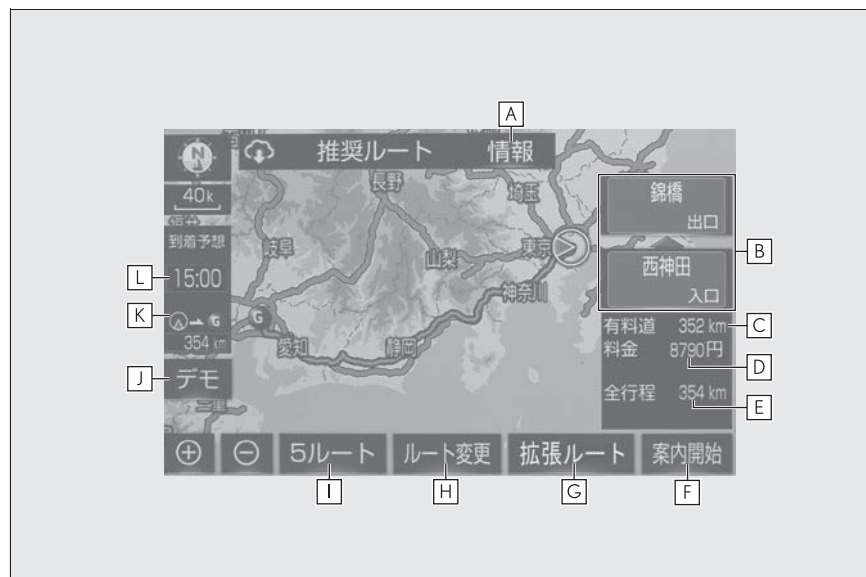 A
推奨ルート 情報
N
40k
長野
埼玉
錦橋
出口
B
到着予想
岐阜
山梨
東京
西神田
入口
L
15:00
神奈川
K
G
G
354 km
愛知
静岡
有料道 352 km
C
料金 8790円
D
J
デモ
全行程 354 km
E
三重
5ルート
ルート変更
拡張ルート
案内開始
I
H
G
F